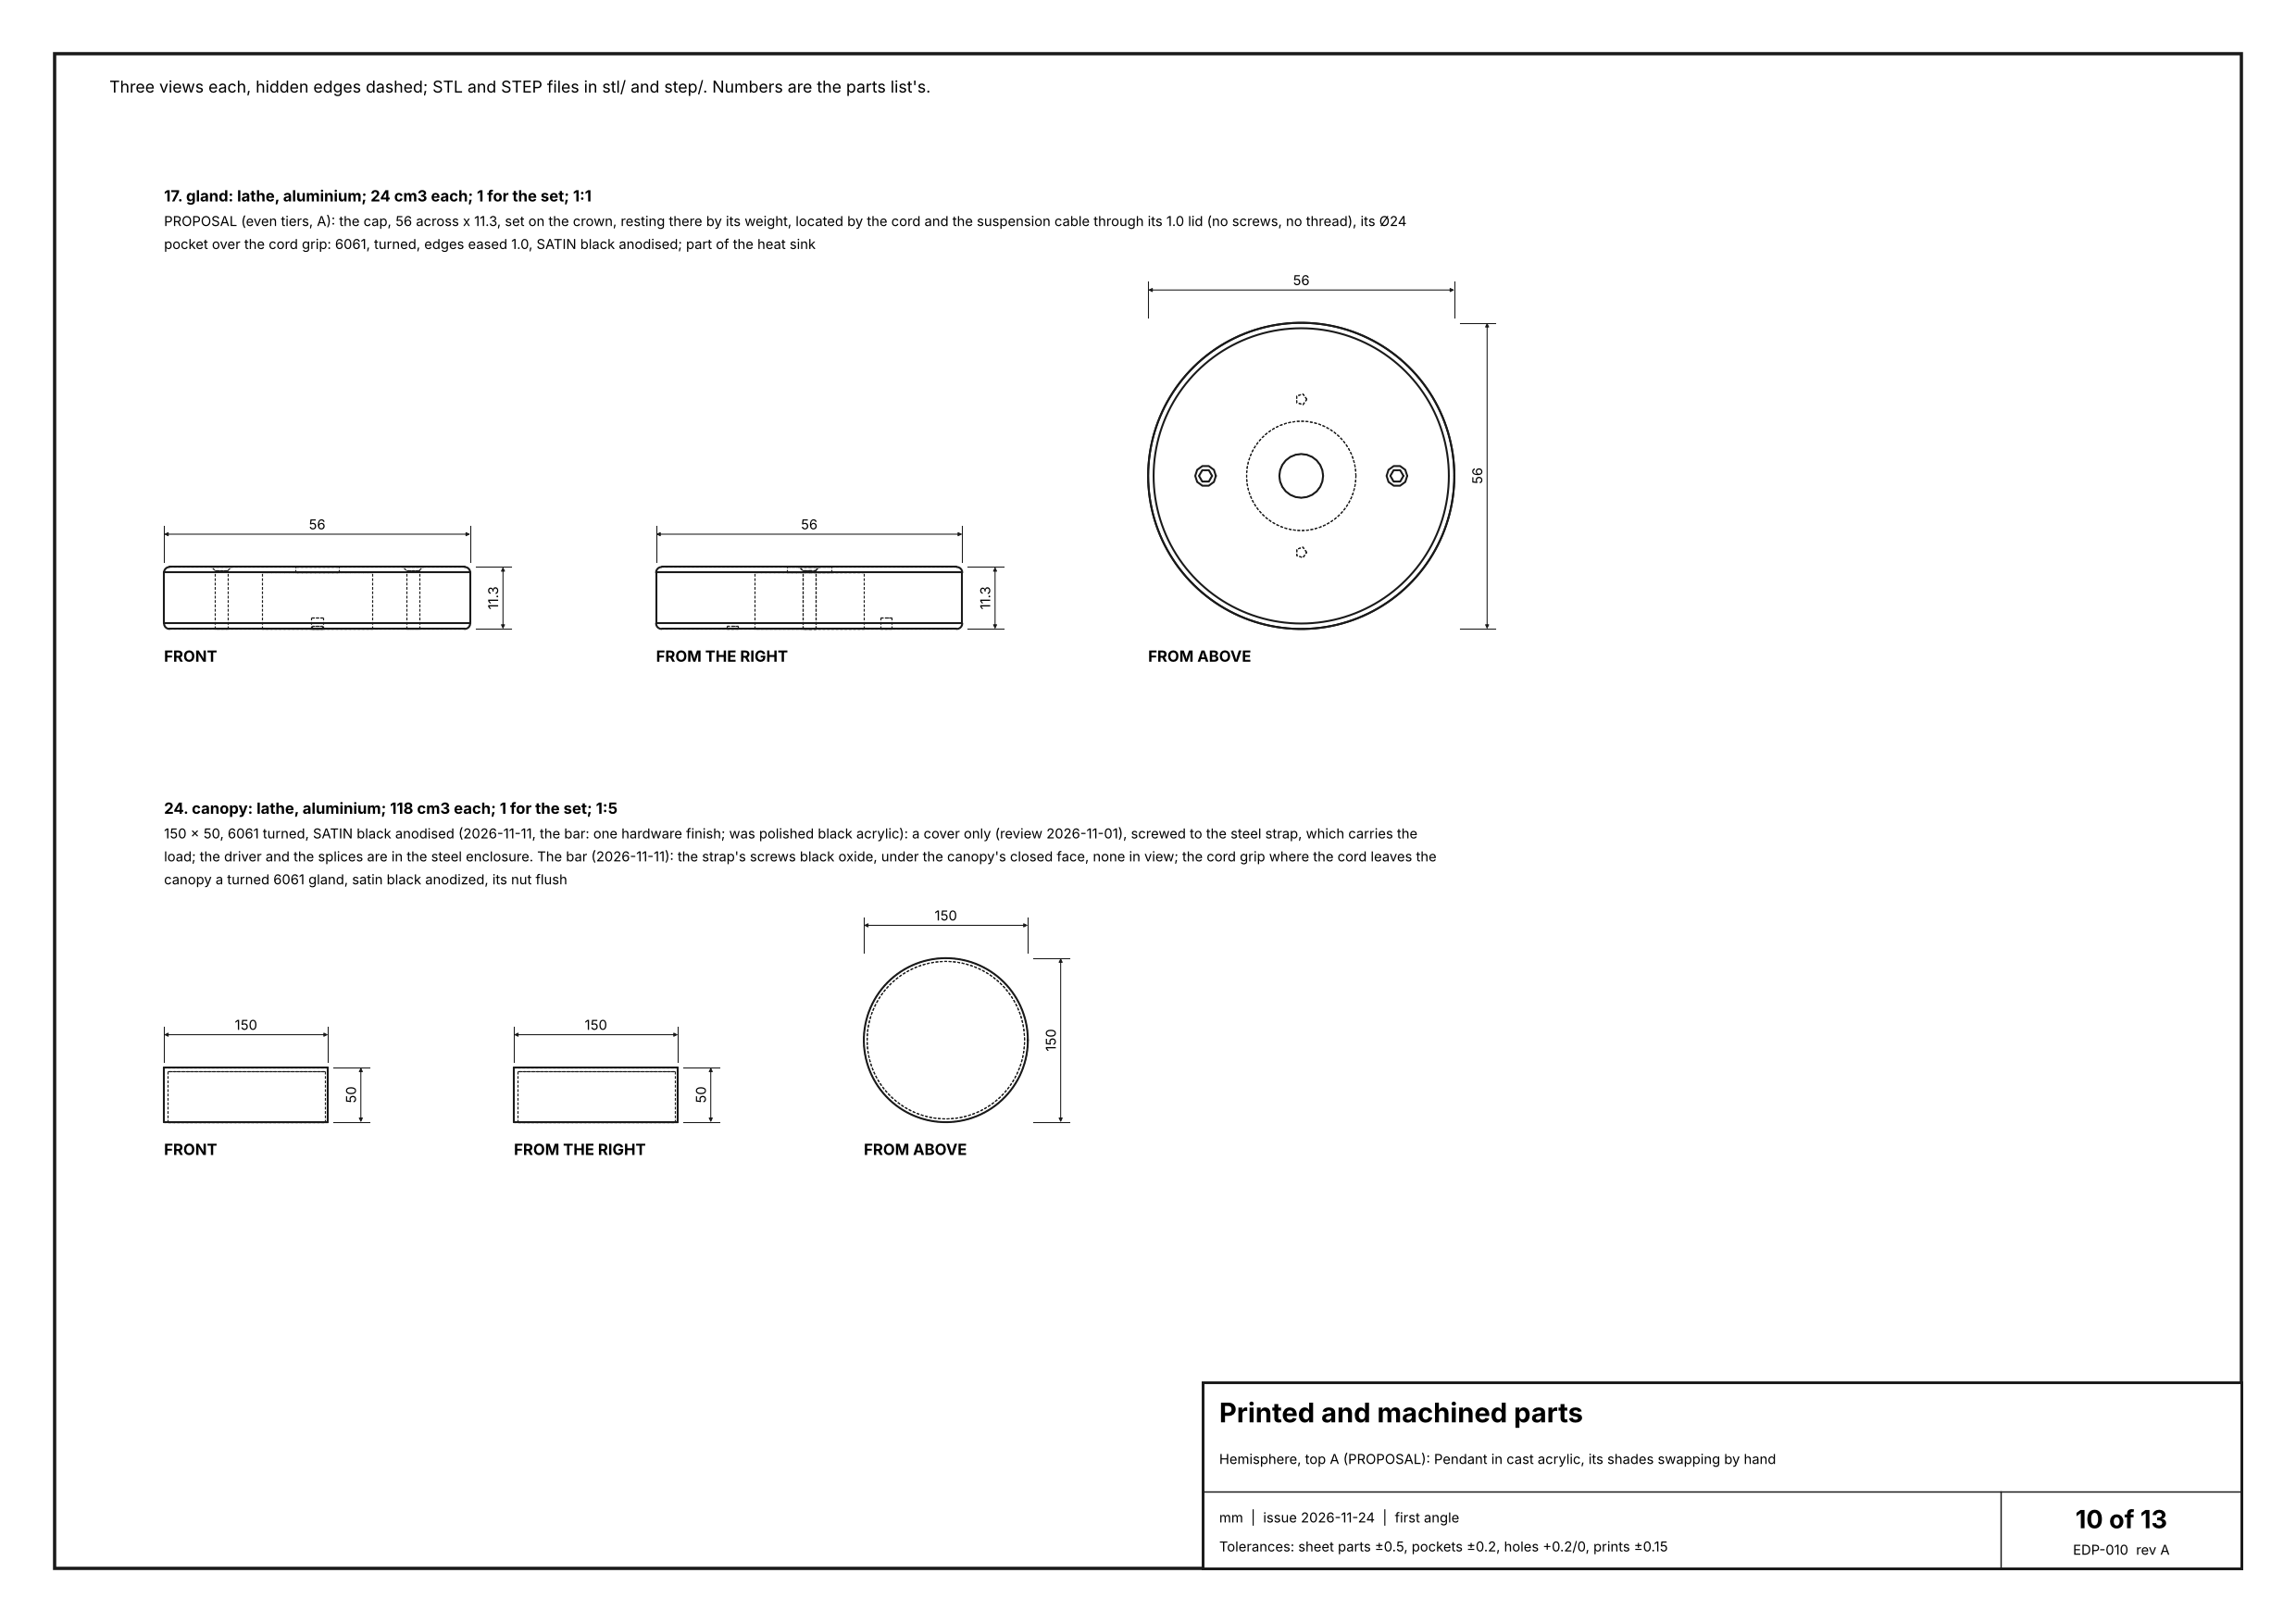 Three views each, hidden edges dashed; STL and STEP files in stl/ and step/. Numbers are the parts list's.
17. gland: lathe, aluminium; 24 cm3 each; 1 for the set; 1:1
PROPOSAL (even tiers, A): the cap, 56 across x 11.3, set on the crown, resting there by its weight, located by the cord and the suspension cable through its 1.0 lid (no screws, no thread), its Ø24
pocket over the cord grip: 6061, turned, edges eased 1.0, SATIN black anodised; part of the heat sink
56
56
56
56
11.3
11.3
FRONT
FROM THE RIGHT
FROM ABOVE
24. canopy: lathe, aluminium; 118 cm3 each; 1 for the set; 1:5
150 × 50, 6061 turned, SATIN black anodised (2026-11-11, the bar: one hardware finish; was polished black acrylic): a cover only (review 2026-11-01), screwed to the steel strap, which carries the
load; the driver and the splices are in the steel enclosure. The bar (2026-11-11): the strap's screws black oxide, under the canopy's closed face, none in view; the cord grip where the cord leaves the
canopy a turned 6061 gland, satin black anodized, its nut flush
150
150
150
150
50
50
FRONT
FROM THE RIGHT
FROM ABOVE
Printed and machined parts
Hemisphere, top A (PROPOSAL): Pendant in cast acrylic, its shades swapping by hand
mm | issue 2026-11-24 | first angle
Tolerances: sheet parts ±0.5, pockets ±0.2, holes +0.2/0, prints ±0.15
10 of 13
EDP-010 rev A